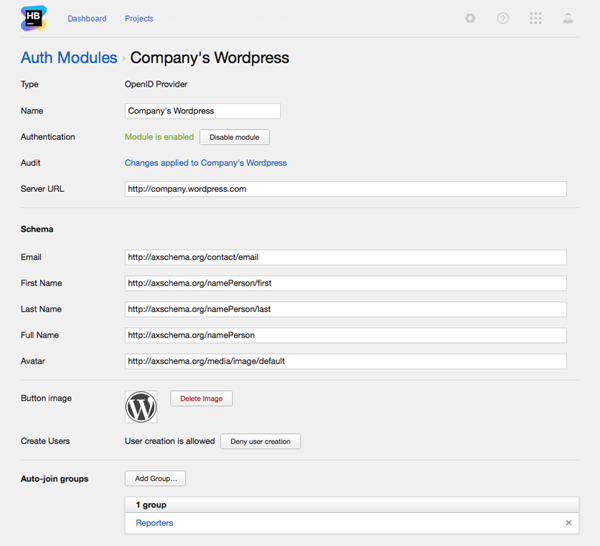 HB
Dashboard Projects
Auth Modules › Company's Wordpress
Type OpenID Provider
Name Company's Wordpress
Authentication Module is enabled Disable module
Audit Changes applied to Company's Wordpress
Server URL http://company.wordpress.com
Schema
Email http://axschema.org/contact/email
First Name http://axschema.org/namePerson/first
Last Name http://axschema.org/namePerson/last
Full Name http://axschema.org/namePerson
Avatar http://axschema.org/media/image/default
Button image Delete Image
Create Users User creation is allowed Deny user creation
Auto-join groups Add Group...
1 group
Reporters